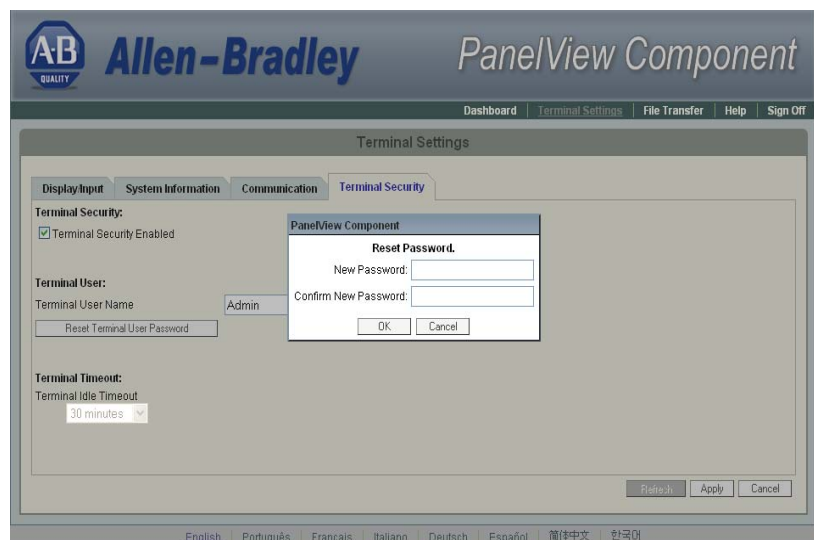 A·B
QUALITY
Allen-Bradley
PanelView Component
Dashboard | Terminal Settings | File Transfer | Help | Sign Off
Terminal Settings
Display/Input System Information Communication Terminal Security
Terminal Security:
Terminal Security Enabled
PanelView Component
Reset Password.
New Password:
Confirm New Password:
OK Cancel
Terminal User:
Terminal User Name Admin
Reset Terminal User Password
Terminal Timeout:
Terminal Idle Timeout
30 minutes
Refresh Apply Cancel
English | Português | Français | Italiano | Deutsch | Español | 简体中文 | 한국어